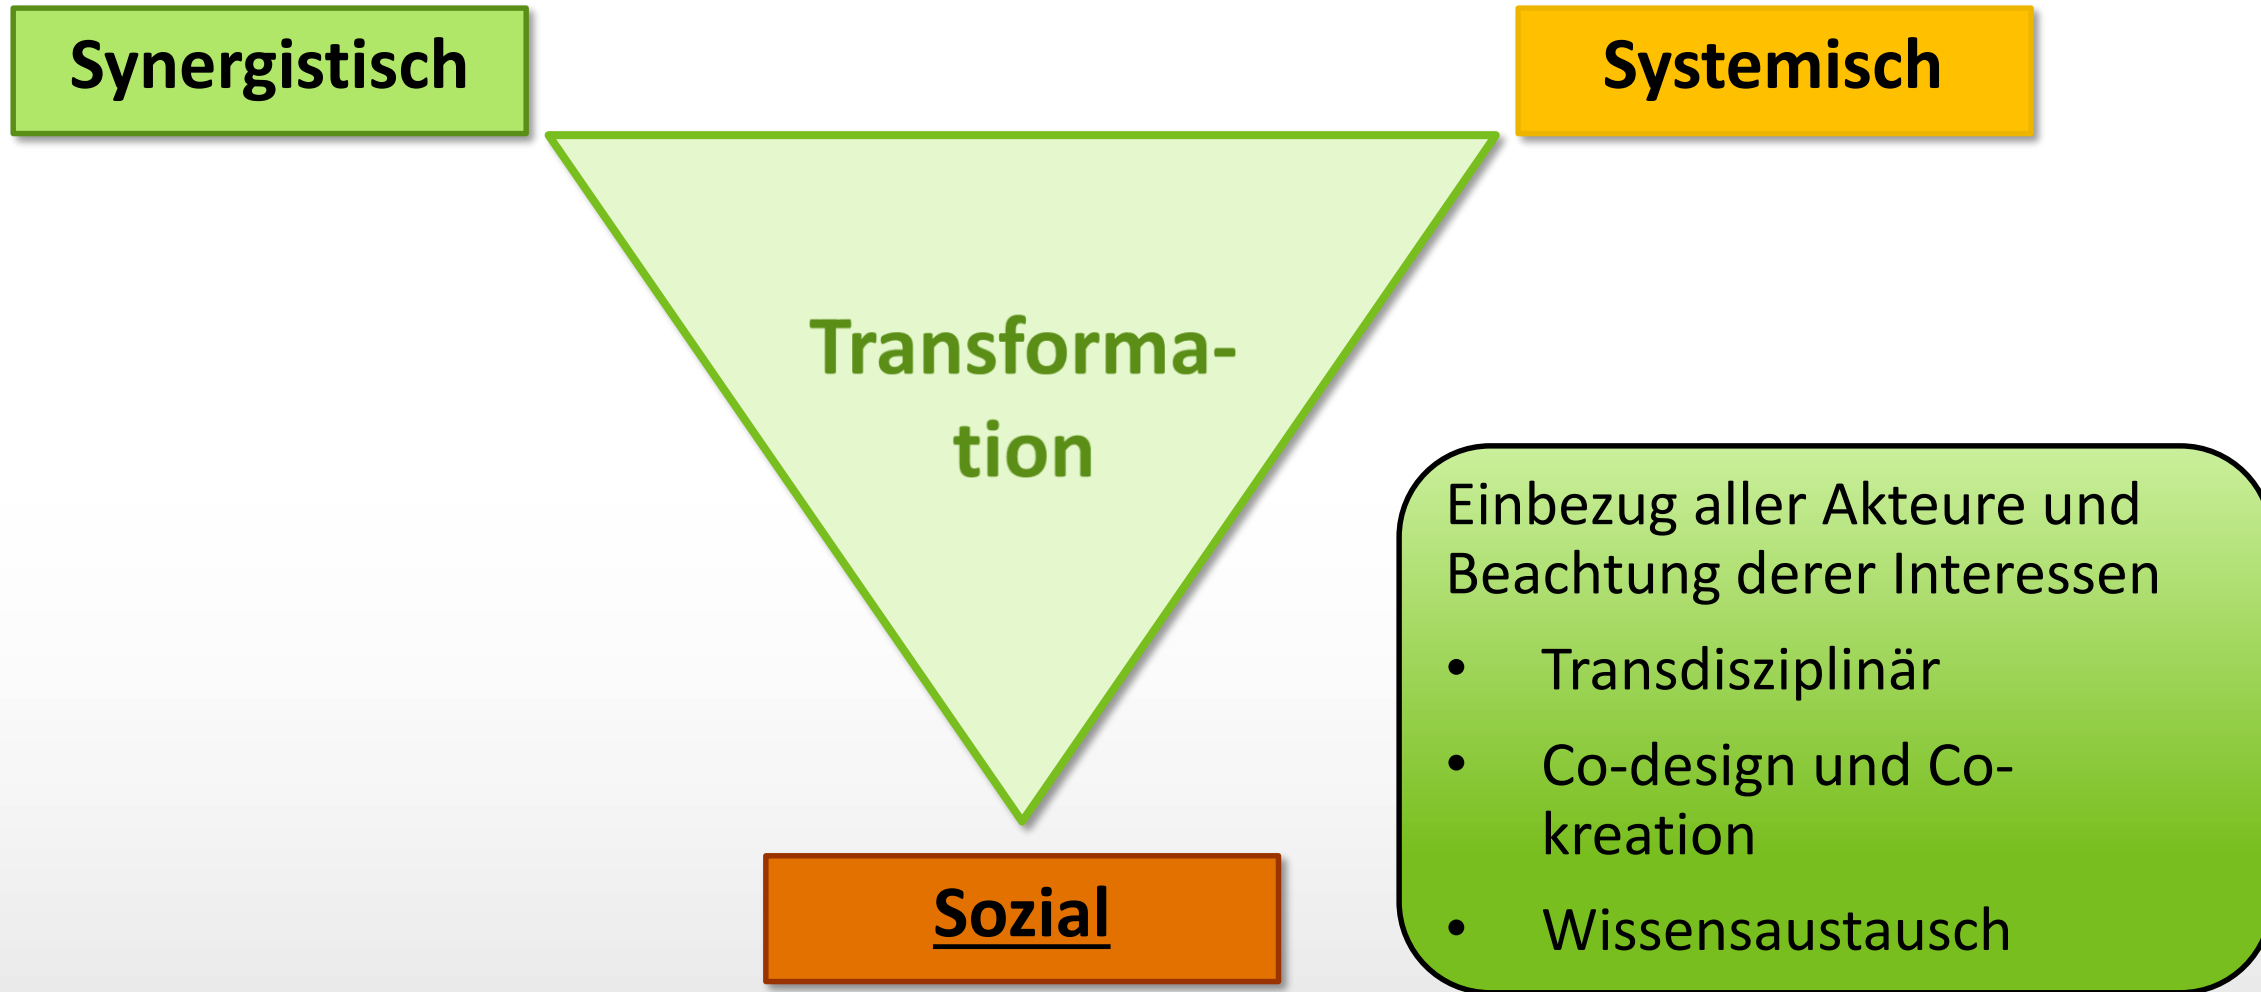 Synergistisch
Systemisch
Transforma-
tion
Einbezug aller Akteure und
Beachtung derer Interessen
• Transdisziplinär
• Co-design und Co-
kreation
• Wissensaustausch
Sozial